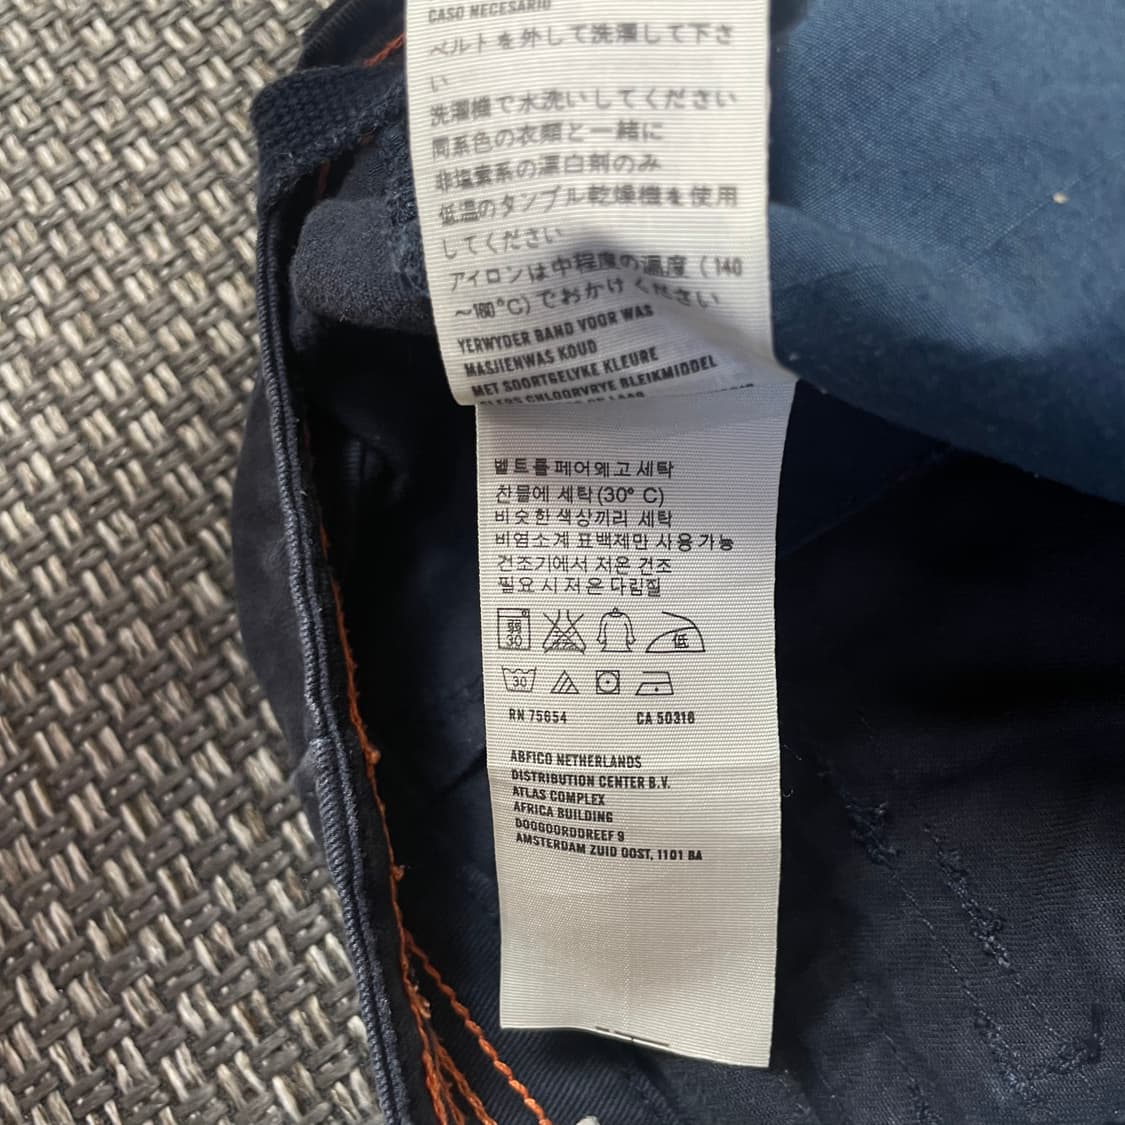 CASO NECESARIO
ベルトを外して洗濯して下さ
い
洗濯機で水洗いしてください
同系色の衣類と一緒に
非塩素系の漂白剤のみ
低温のタンブル乾燥機を使用
してください
アイロンは中程度の温度（140
～160°C）でおかけください
VERWYDER BAND VOOR WAS
MASJIENWAS KOUD
MET SOORTGELYKE KLEURE
CHLOORVRYE BLEIKMIDDEL
벨트를 페어왜고 세탁
찬물에 세탁(30° C)
비슷한 색상끼리 세탁
비염소계 표백제만 사용 가능
건조기에서 저온 건조
필요 시 저온 다림질
弱
30
低
30
RN 75654 CA 50316
ABFICO NETHERLANDS
DISTRIBUTION CENTER B.V.
ATLAS COMPLEX
AFRICA BUILDING
HOOGOORDDREEF 9
AMSTERDAM ZUID OOST, 1101 BA